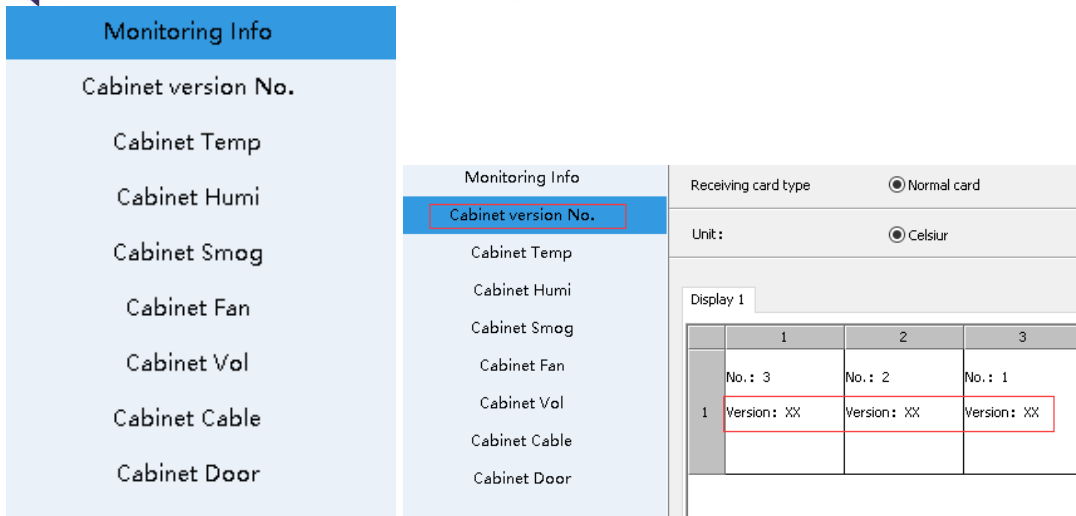 Monitoring Info
Cabinet version No.
Cabinet Temp
Cabinet Humi
Cabinet Smog
Cabinet Fan
Cabinet Vol
Cabinet Cable
Cabinet Door
Monitoring Info
Cabinet version No.
Cabinet Temp
Cabinet Humi
Cabinet Smog
Cabinet Fan
Cabinet Vol
Cabinet Cable
Cabinet Door
Receiving card type Normal card
Unit: Celsiur
Display 1
1 2 3
No.: 3 No.: 2 No.: 1
1 Version: XX Version: XX Version: XX